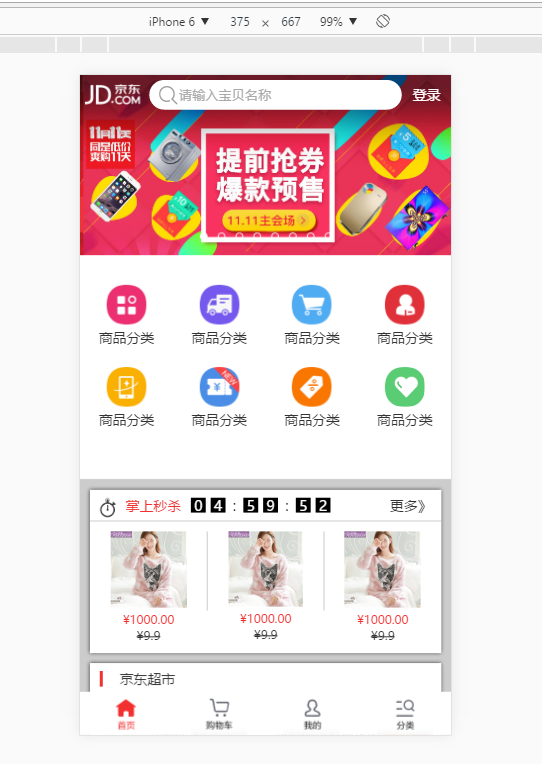 iPhone 6 ▼ 375 × 667 99% ▼
JD 京东 .COM
请输入宝贝名称
登录
11月11天
同是低价
爽购11天
提前抢券
爆款预售
11.11主会场 >
5
10
商品分类 商品分类 商品分类 商品分类
NEW
商品分类 商品分类 商品分类 商品分类
掌上秒杀 0 4 : 5 9 : 5 2 更多》
¥1000.00 ¥1000.00 ¥1000.00
¥9.9 ¥9.9 ¥9.9
京东超市
首页 购物车 我的 分类